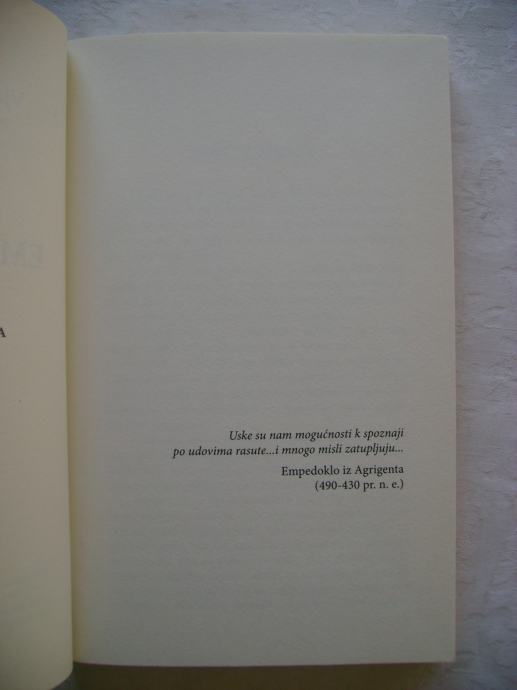 Uske su nam mogućnosti k spoznaji
po udovima rasute...i mnogo misli zatupljuju...
Empedoklo iz Agrigenta
(490-430 pr. n. e.)